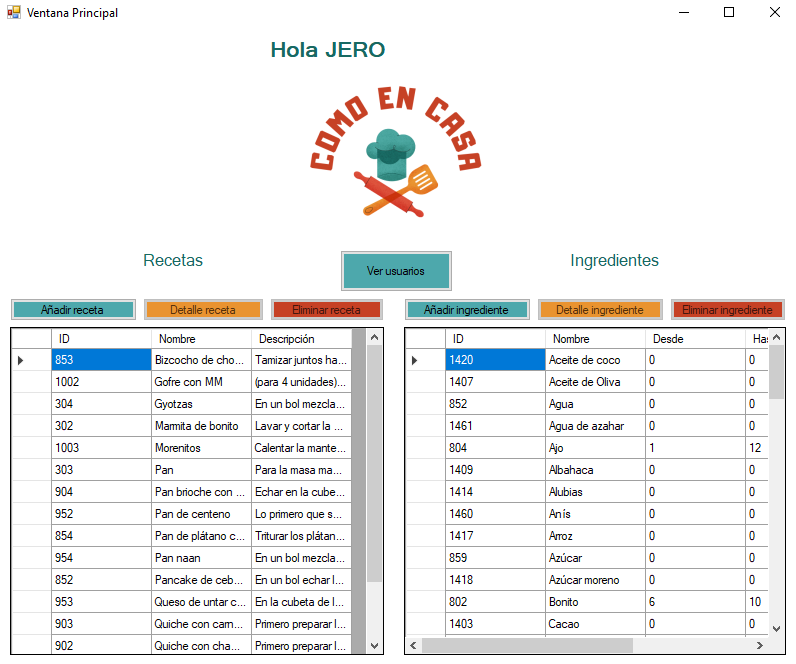 Ventana Principal
Hola JERO
COMO EN CASA
Recetas
Ver usuarios
Ingredientes
Añadir receta
Detalle receta
Eliminar receta
Añadir ingrediente
Detalle ingrediente
Eliminar ingrediente
ID Nombre Descripción
853 Bizcocho de cho... Tamizar juntos ha...
1002 Gofre con MM (para 4 unidades)...
304 Gyotzas En un bol mezcla...
302 Marmita de bonito Lavar y cortar la ...
1003 Morenitos Calentar la mante...
303 Pan Para la masa ma...
904 Pan brioche con ... Echar en la cube...
952 Pan de centeno Lo primero que s...
854 Pan de plátano c... Triturar los plátan...
954 Pan naan En un bol mezcla...
852 Pancake de ceb... En un bol echar l...
953 Queso de untar c... En la cubeta de l...
903 Quiche con cam... Primero preparar l...
902 Quiche con cha... Primero preparar l...
ID Nombre Desde Has
1420 Aceite de coco 0 0
1407 Aceite de Oliva 0 0
852 Agua 0 0
1461 Agua de azahar 0 0
804 Ajo 1 12
1409 Albahaca 0 0
1414 Alubias 0 0
1460 Anís 0 0
1417 Arroz 0 0
859 Azúcar 0 0
1418 Azúcar moreno 0 0
802 Bonito 6 10
1403 Cacao 0 0